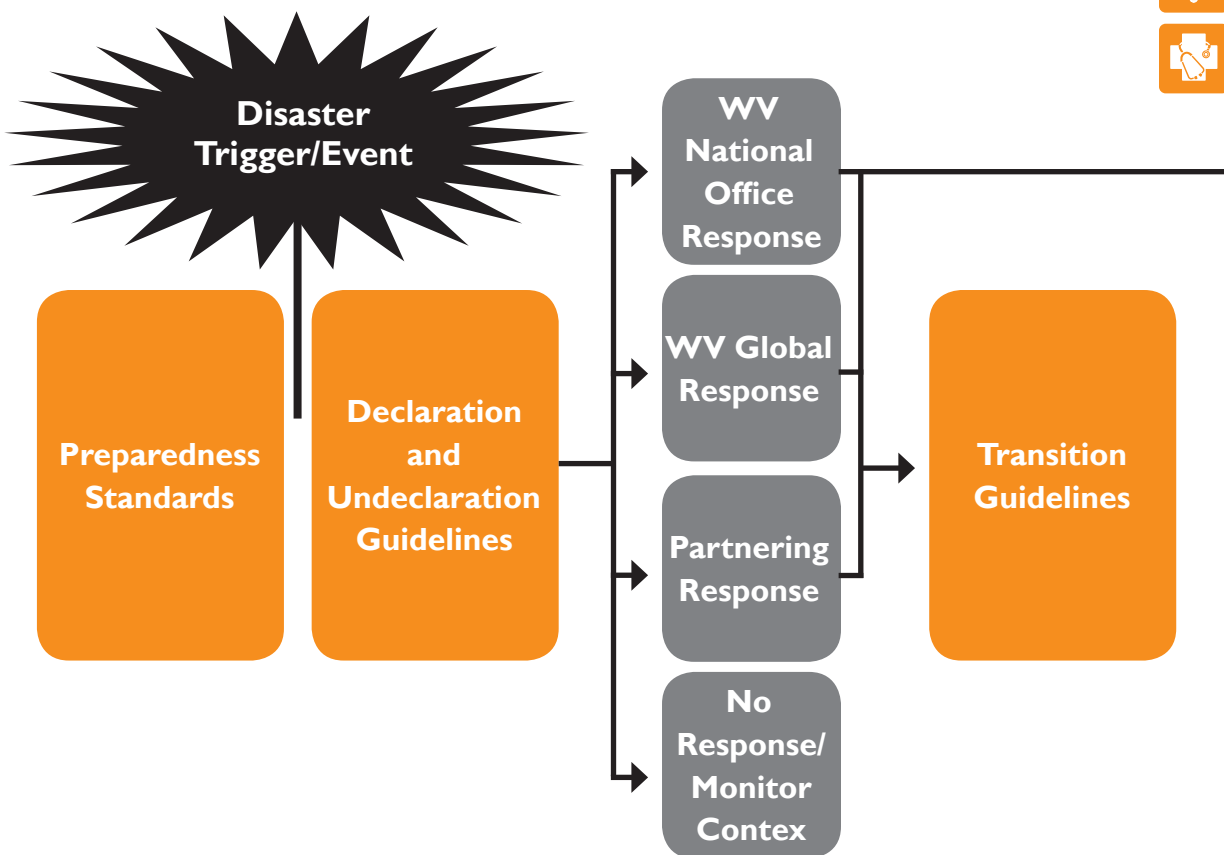 Disaster
Trigger/Event
Preparedness
Standards
Declaration
and
Undeclaration
Guidelines
WV
National
Office
Response
WV Global
Response
Partnering
Response
No
Response/
Monitor
Contex
Transition
Guidelines